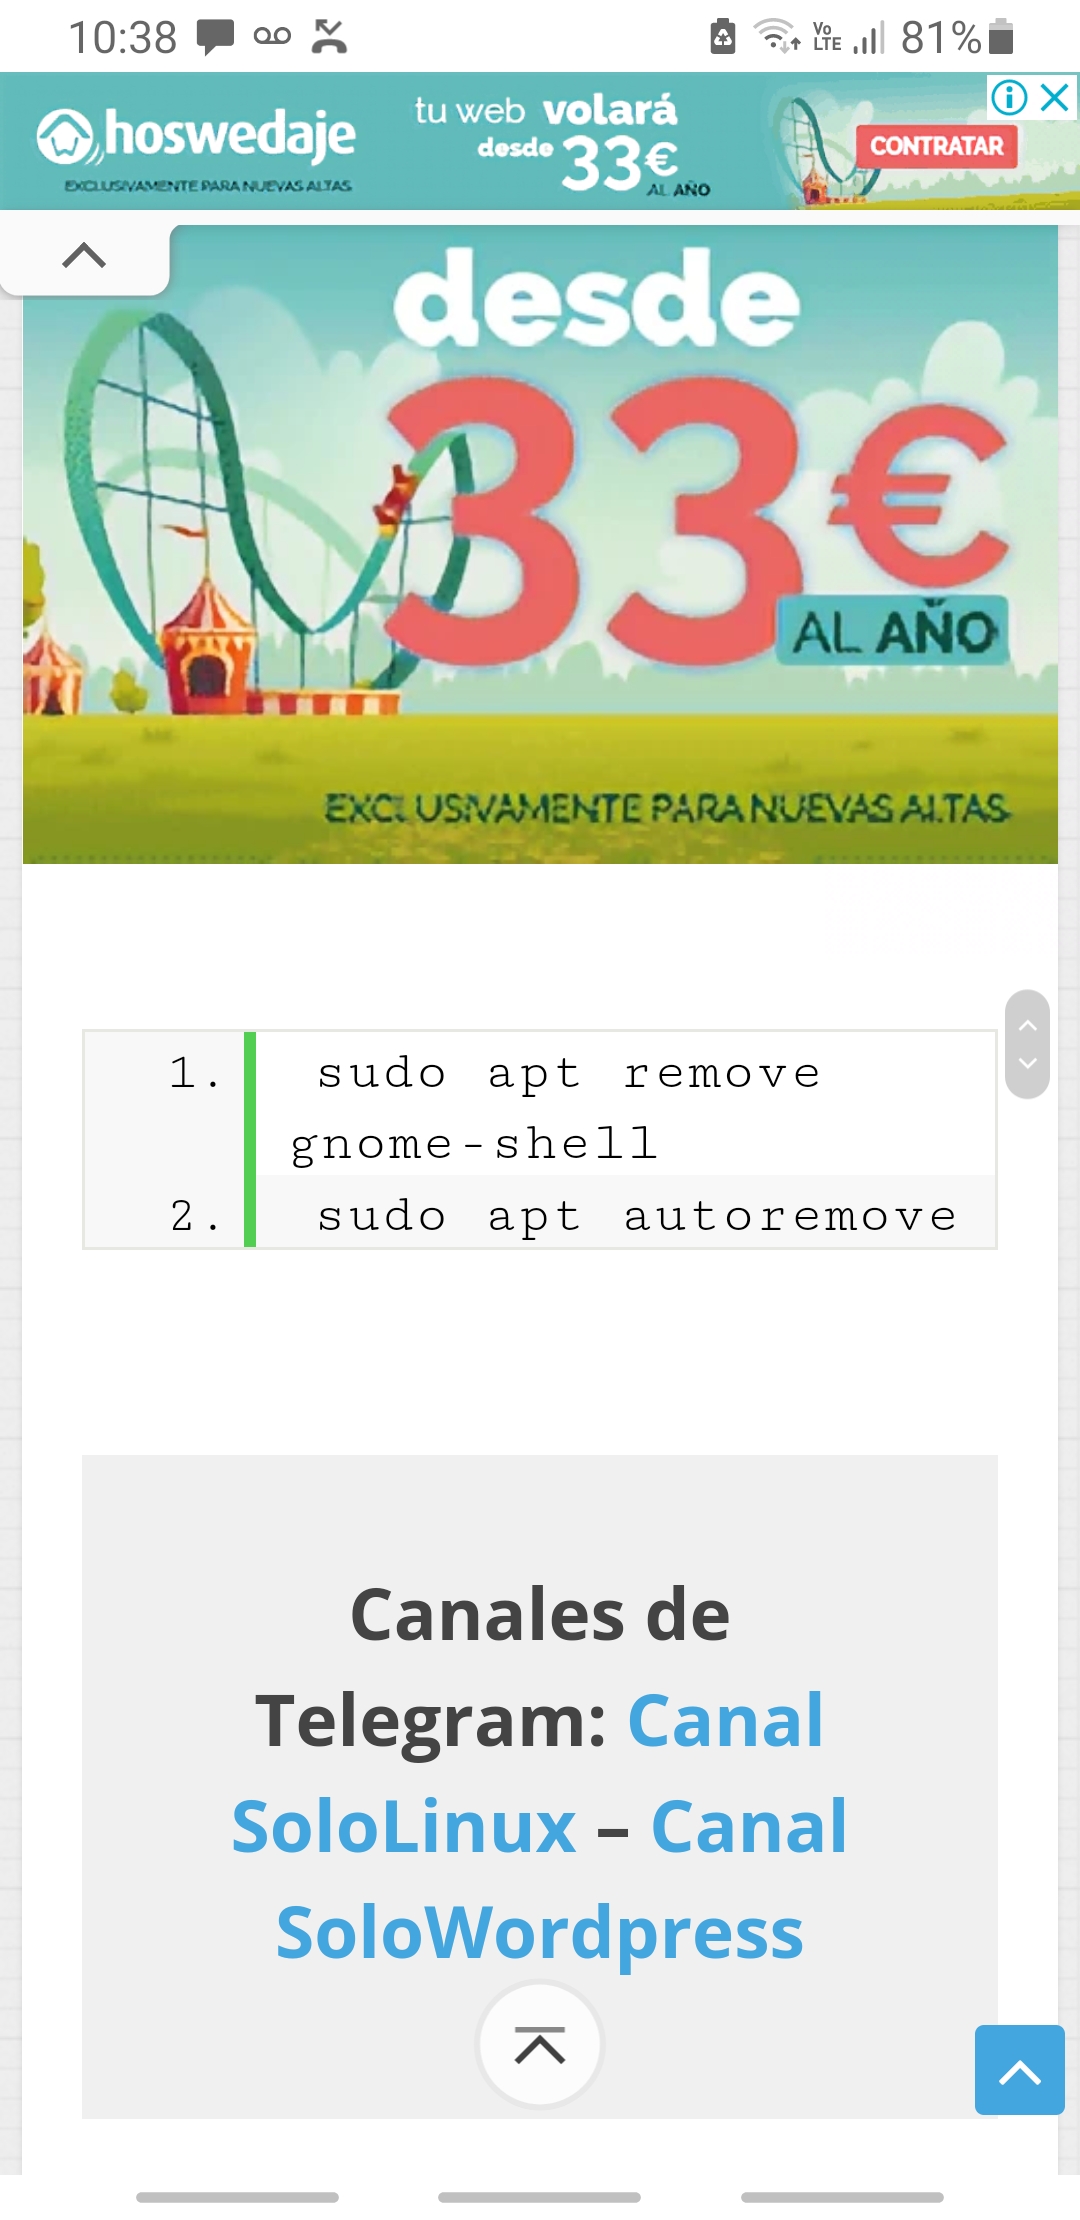 10:38
Vo
LTE
81%
hoswedaje
EXCLUSIVAMENTE PARA NUEVAS ALTAS
tu web volará
desde 33€
AL AÑO
CONTRATAR
desde
33€
AL AÑO
EXCLUSIVAMENTE PARA NUEVAS ALTAS
1. sudo apt remove
gnome-shell
2. sudo apt autoremove
Canales de
Telegram: Canal
SoloLinux – Canal
SoloWordpress